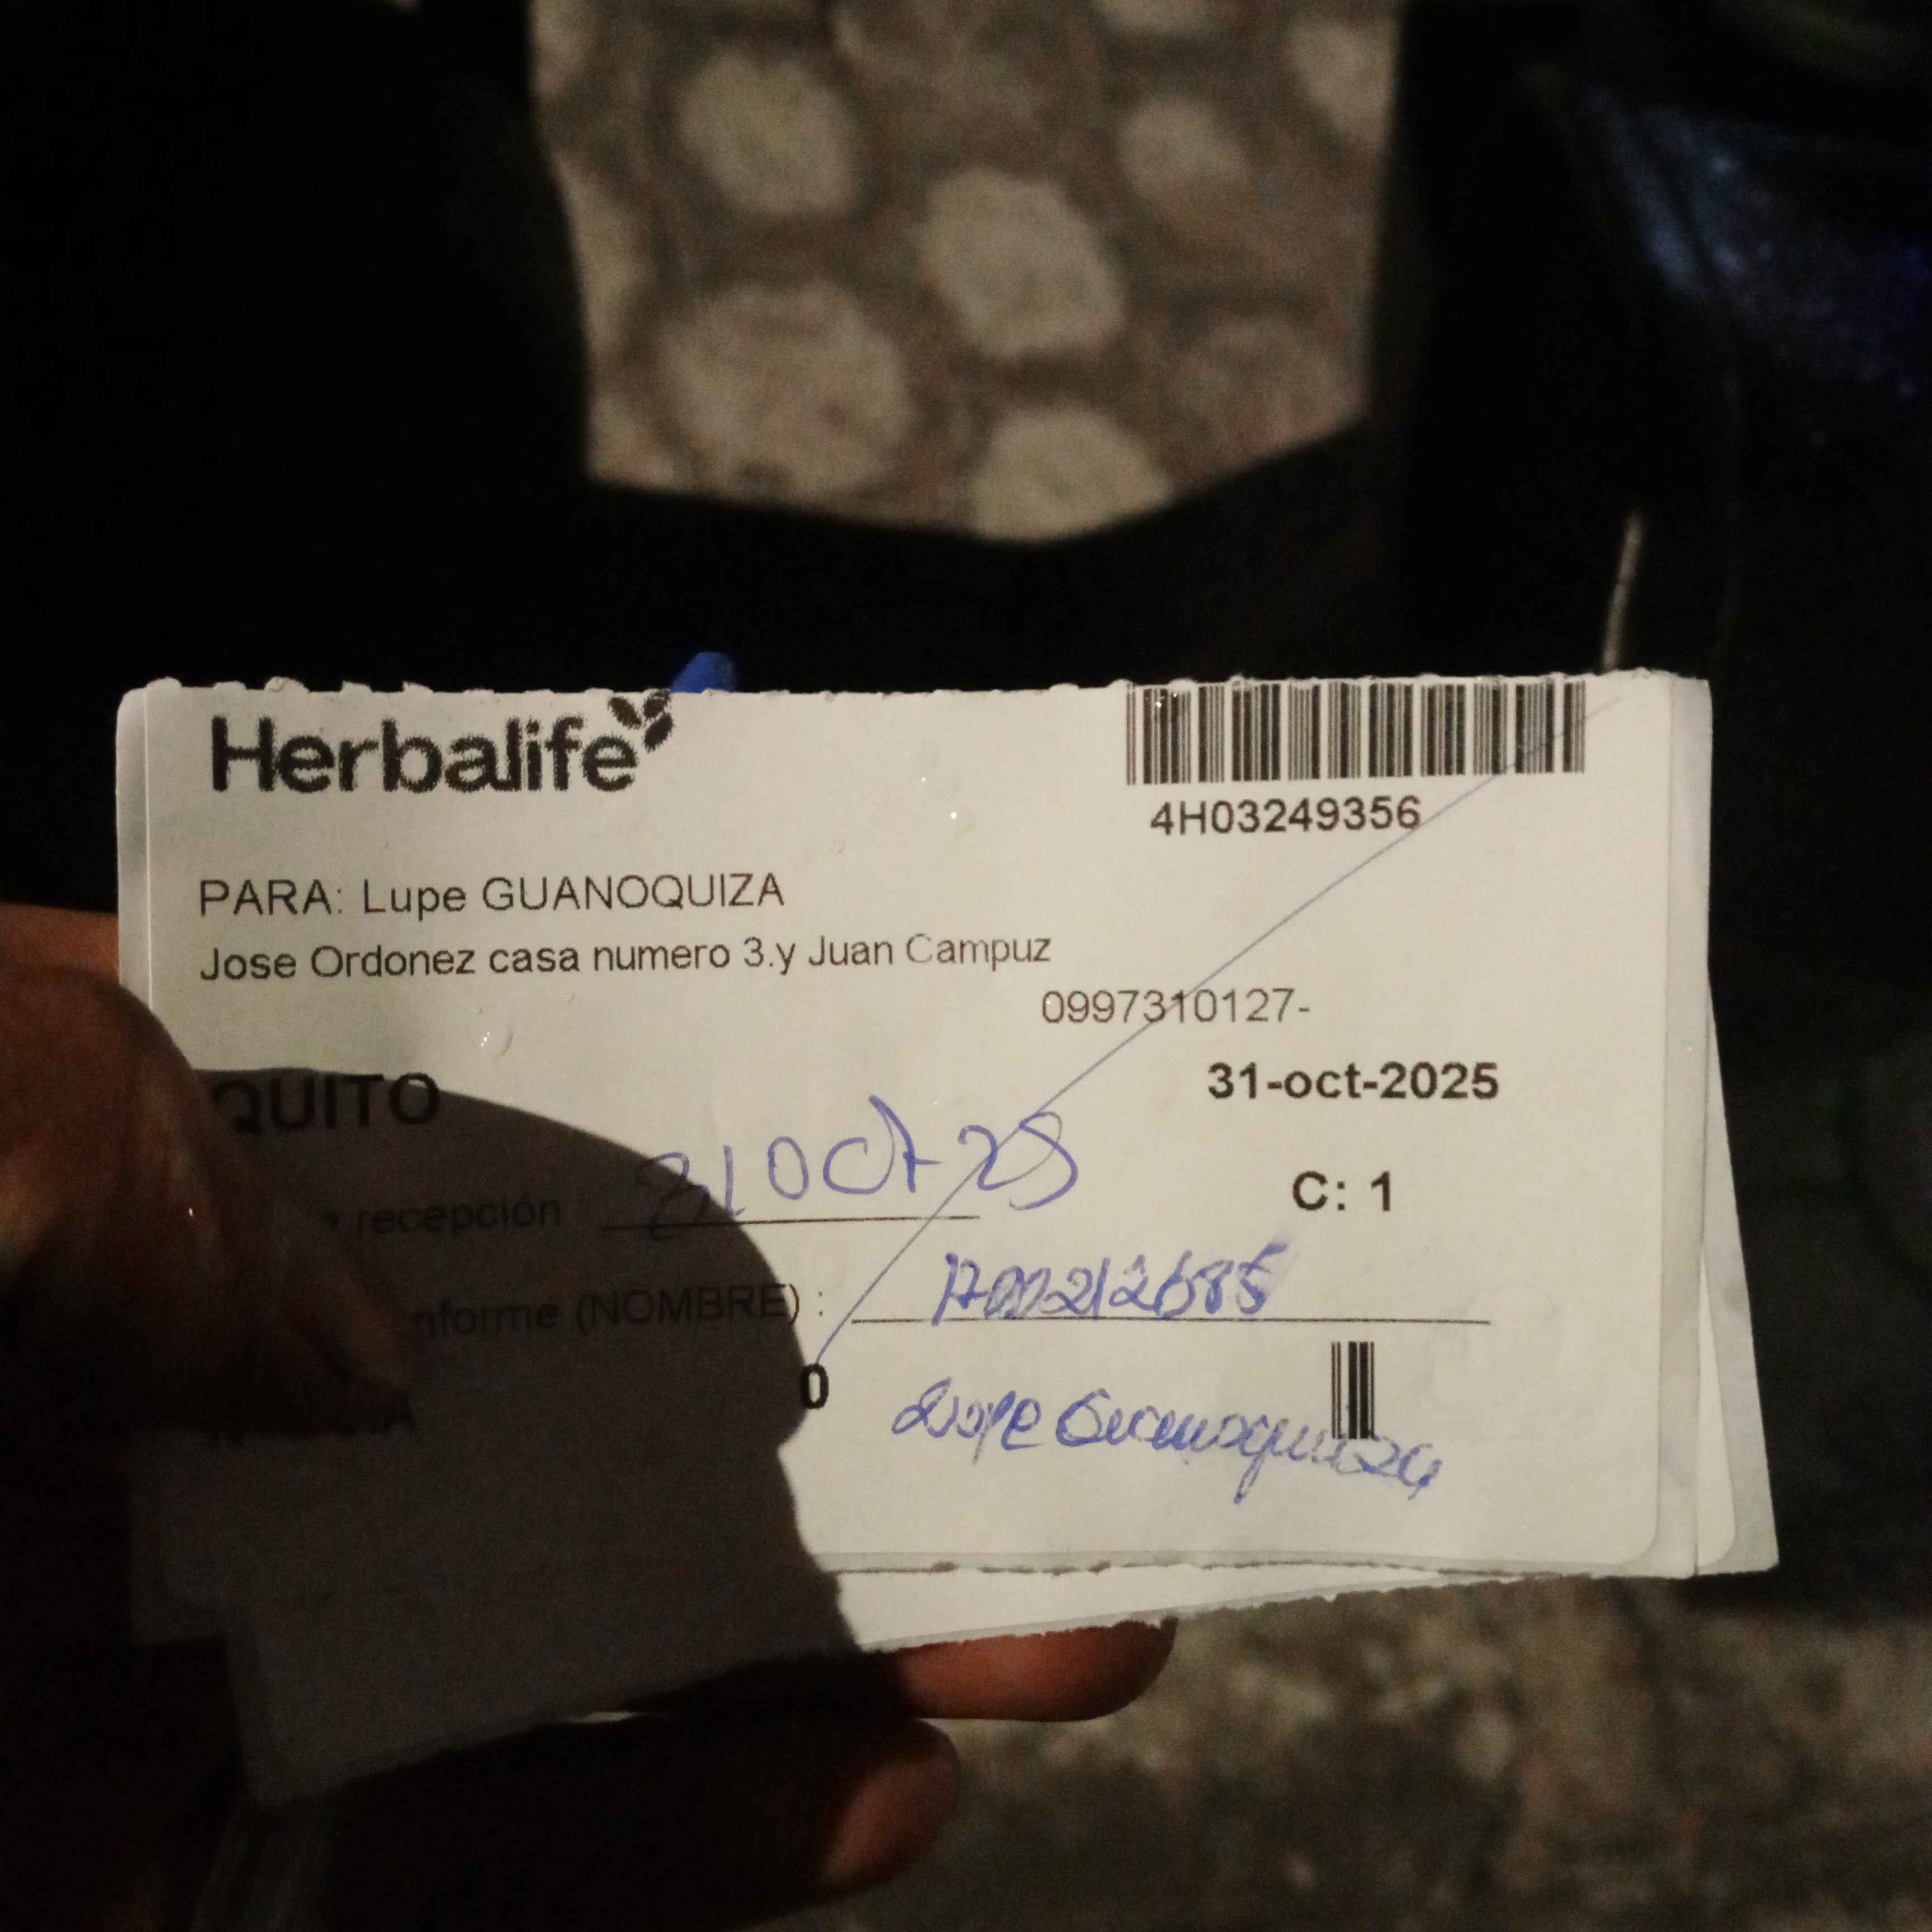 Herbalife
4H03249356
PARA: Lupe GUANOQUIZA
Jose Ordonez casa numero 3.y Juan Campuz
0997310127-
QUITO
31-oct-2025
recepción : 31 Oct 25
C: 1
nforme (NOMBRE) :
0
Lupe Guanoquiza